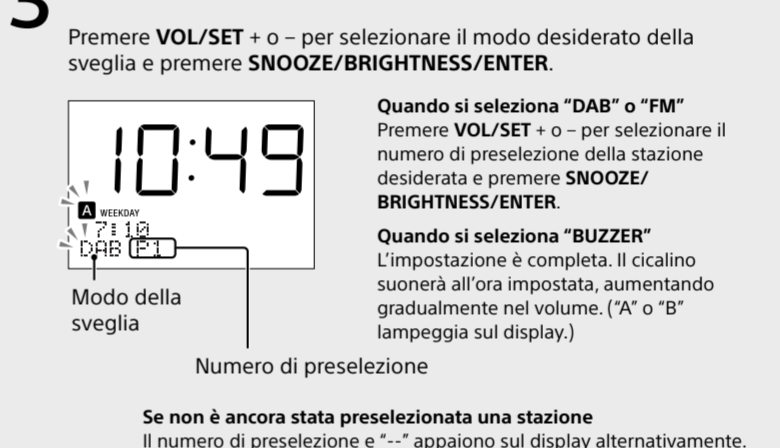 3
Premere VOL/SET + o – per selezionare il modo desiderato della
sveglia e premere SNOOZE/BRIGHTNESS/ENTER.
10:49
A WEEKDAY
7:10
DAB P1
Modo della
sveglia
Numero di preselezione
Quando si seleziona “DAB” o “FM”
Premere VOL/SET + o – per selezionare il
numero di preselezione della stazione
desiderata e premere SNOOZE/
BRIGHTNESS/ENTER.
Quando si seleziona “BUZZER”
L’impostazione è completa. Il cicalino
suonerà all’ora impostata, aumentando
gradualmente nel volume. (“A” o “B”
lampeggia sul display.)
Se non è ancora stata preselezionata una stazione
Il numero di preselezione e “--” appaiono sul display alternativamente.